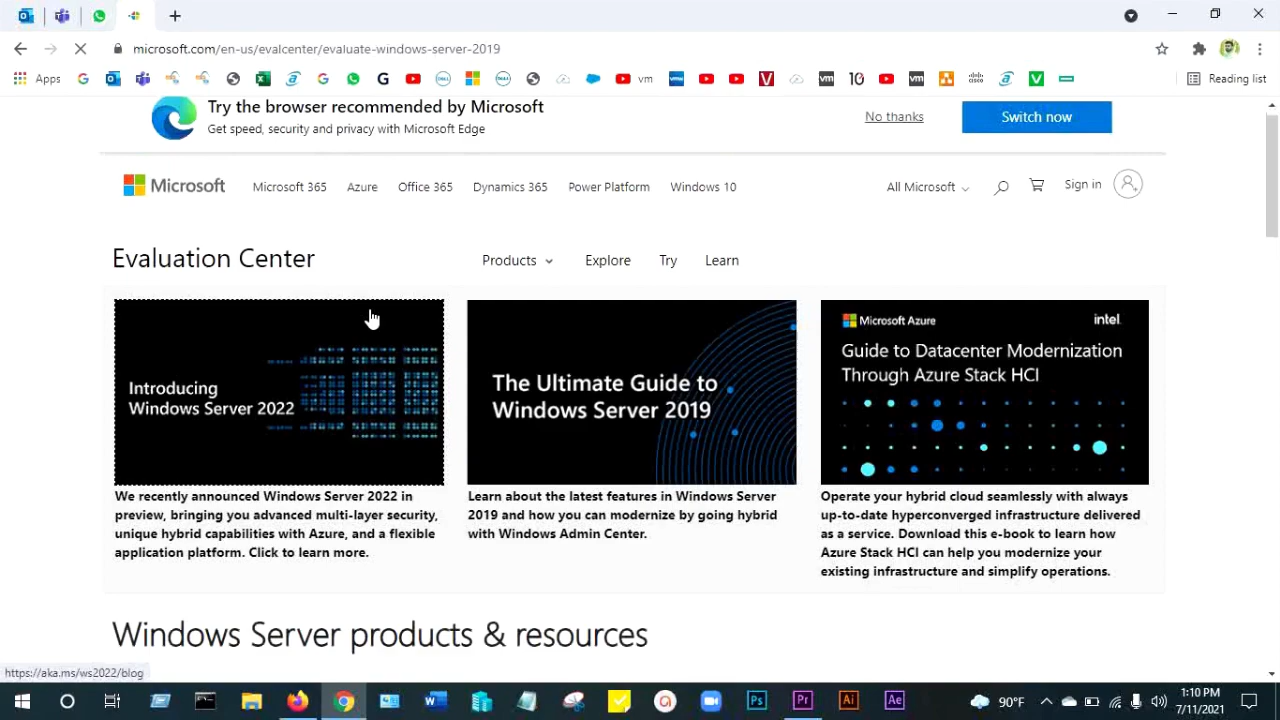 microsoft.com/en-us/evalcenter/evaluate-windows-server-2019
Apps
vm
Reading list
Try the browser recommended by Microsoft
Get speed, security and privacy with Microsoft Edge
No thanks
Switch now
Microsoft
Microsoft 365
Azure
Office 365
Dynamics 365
Power Platform
Windows 10
All Microsoft
Sign in
Evaluation Center
Products
Explore
Try
Learn
Introducing
Windows Server 2022
The Ultimate Guide to
Windows Server 2019
Microsoft Azure
intel.
Guide to Datacenter Modernization
Through Azure Stack HCI
We recently announced Windows Server 2022 in
preview, bringing you advanced multi-layer security,
unique hybrid capabilities with Azure, and a flexible
application platform. Click to learn more.
Learn about the latest features in Windows Server
2019 and how you can modernize by going hybrid
with Windows Admin Center.
Operate your hybrid cloud seamlessly with always
up-to-date hyperconverged infrastructure delivered
as a service. Download this e-book to learn how
Azure Stack HCI can help you modernize your
existing infrastructure and simplify operations.
Windows Server products & resources
https://aka.ms/ws2022/blog
Ps
Pr
Ai
Ae
90°F
1:10 PM
7/11/2021